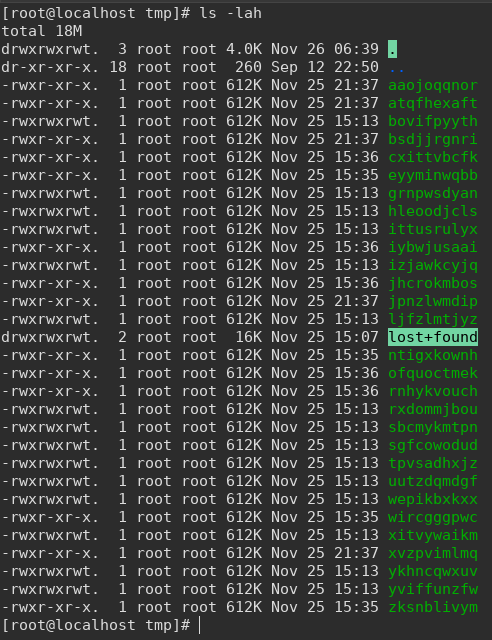 [root@localhost tmp]# ls -lah
total 18M
drwxrwxrwt.  3 root root 4.0K Nov 26 06:39 .
dr-xr-xr-x. 18 root root  260 Sep 12 22:50 ..
-rwxr-xr-x.  1 root root 612K Nov 25 21:37 aaojoqqnor
-rwxr-xr-x.  1 root root 612K Nov 25 21:37 atqfhexaft
-rwxrwxrwt.  1 root root 612K Nov 25 15:13 bovifpyyth
-rwxr-xr-x.  1 root root 612K Nov 25 21:37 bsdjjrgnri
-rwxr-xr-x.  1 root root 612K Nov 25 15:36 cxittvbcfk
-rwxr-xr-x.  1 root root 612K Nov 25 15:35 eyyminwqbb
-rwxrwxrwt.  1 root root 612K Nov 25 15:13 grnpwsdyan
-rwxrwxrwt.  1 root root 612K Nov 25 15:13 hleoodjcls
-rwxrwxrwt.  1 root root 612K Nov 25 15:13 ittusrulyx
-rwxr-xr-x.  1 root root 612K Nov 25 15:36 iybwjusaai
-rwxrwxrwt.  1 root root 612K Nov 25 15:13 izjawkcyjq
-rwxr-xr-x.  1 root root 612K Nov 25 15:36 jhcrokmbos
-rwxr-xr-x.  1 root root 612K Nov 25 21:37 jpnzlwmdip
-rwxrwxrwt.  1 root root 612K Nov 25 15:13 ljfzlmtjyz
drwxrwxrwt.  2 root root  16K Nov 25 15:07 lost+found
-rwxr-xr-x.  1 root root 612K Nov 25 15:35 ntigxkownh
-rwxr-xr-x.  1 root root 612K Nov 25 15:36 ofquoctmek
-rwxr-xr-x.  1 root root 612K Nov 25 15:36 rnhykvouch
-rwxrwxrwt.  1 root root 612K Nov 25 15:13 rxdommjbou
-rwxrwxrwt.  1 root root 612K Nov 25 15:13 sbcmykmtpn
-rwxrwxrwt.  1 root root 612K Nov 25 15:13 sgfcowodud
-rwxrwxrwt.  1 root root 612K Nov 25 15:13 tpvsadhxjz
-rwxrwxrwt.  1 root root 612K Nov 25 15:13 uutzdqmdgf
-rwxrwxrwt.  1 root root 612K Nov 25 15:13 wepikbxkxx
-rwxr-xr-x.  1 root root 612K Nov 25 15:35 wircgggpwc
-rwxrwxrwt.  1 root root 612K Nov 25 15:13 xitvywaikm
-rwxr-xr-x.  1 root root 612K Nov 25 21:37 xvzpvimlmq
-rwxrwxrwt.  1 root root 612K Nov 25 15:13 ykhncqwxuv
-rwxrwxrwt.  1 root root 612K Nov 25 15:13 yviffunzfw
-rwxr-xr-x.  1 root root 612K Nov 25 15:35 zksnblivym
[root@localhost tmp]#